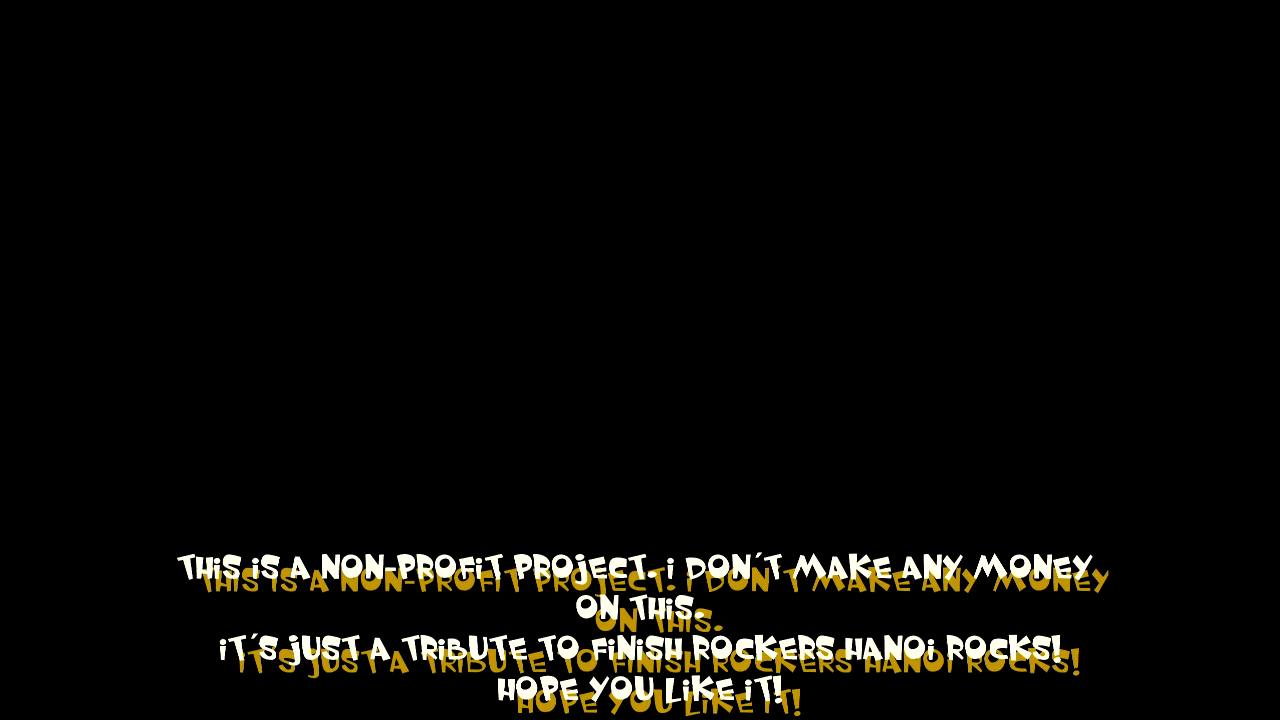 THiS iS A NON-PROFiT PROJECT. i DON´T MAKE ANY MONEY
ON THiS.
iT´S JUST A TRiBUTE TO FiNiSH ROCKERS HANOi ROCKS!
HOPE YOU LiKE iT!